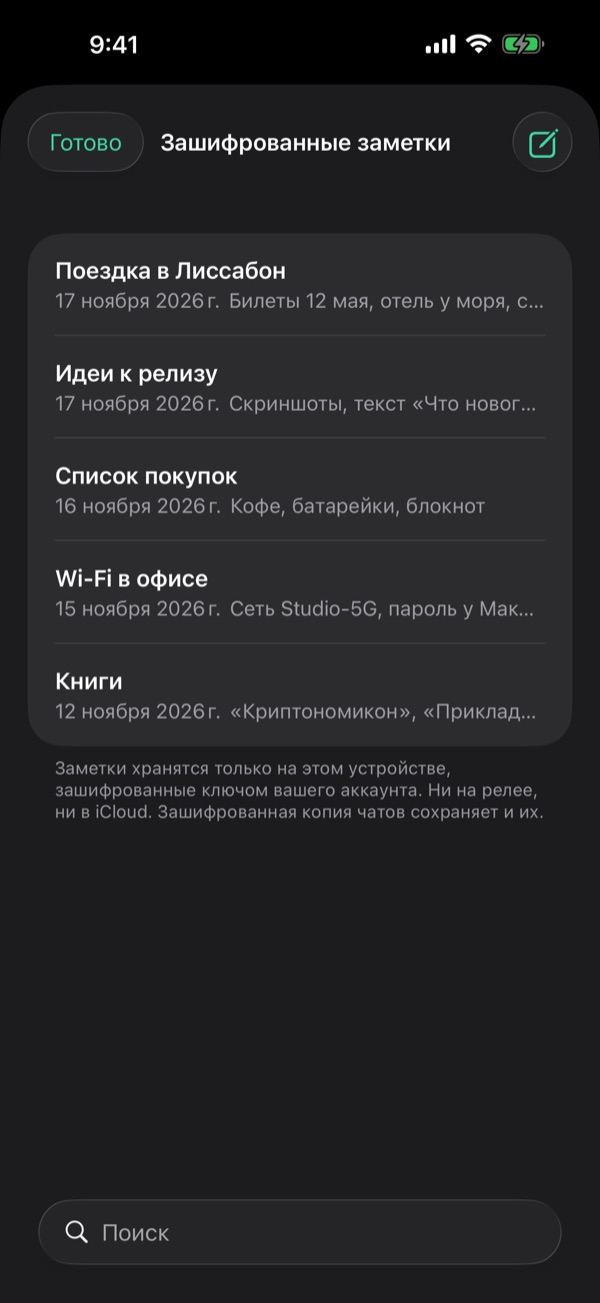 9:41
Готово
Зашифрованные заметки
Поездка в Лиссабон
17 ноября 2026 г. Билеты 12 мая, отель у моря, с...
Идеи к релизу
17 ноября 2026 г. Скриншоты, текст «Что новог...
Список покупок
16 ноября 2026 г. Кофе, батарейки, блокнот
Wi-Fi в офисе
15 ноября 2026 г. Сеть Studio-5G, пароль у Мак...
Книги
12 ноября 2026 г. «Криптономикон», «Приклад...
Заметки хранятся только на этом устройстве,
зашифрованные ключом вашего аккаунта. Ни на релее,
ни в iCloud. Зашифрованная копия чатов сохраняет и их.
Поиск